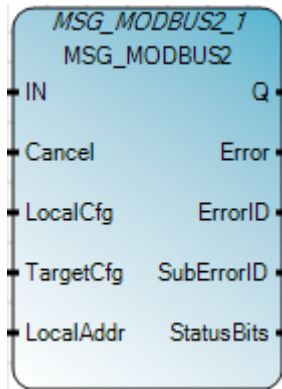 MSG_MODBUS2_1
MSG_MODBUS2
IN Q
Cancel Error
LocalCfg ErrorID
TargetCfg SubErrorID
LocalAddr StatusBits